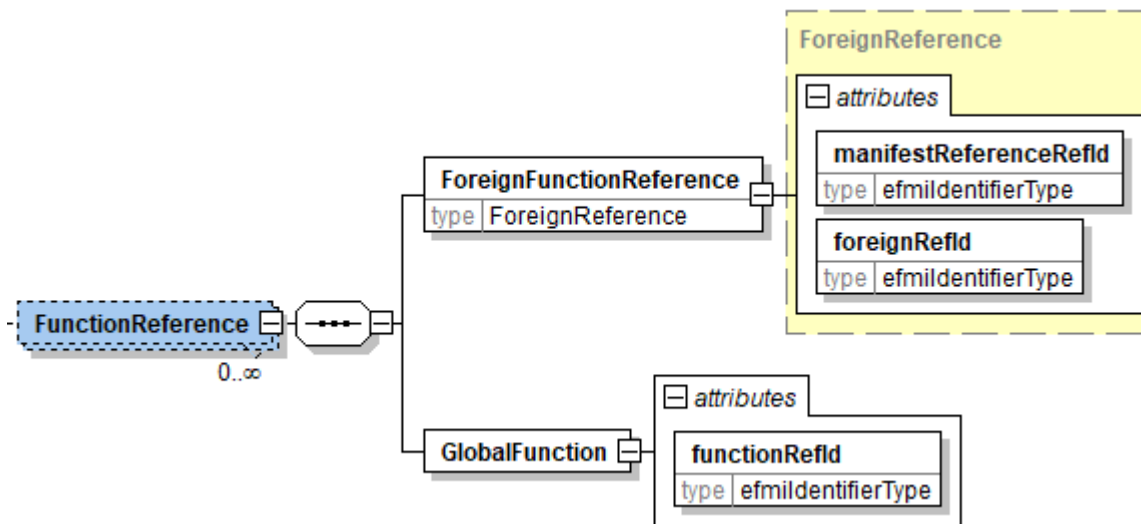 ForeignReference
attributes
manifestReferenceRefId
type efmiIdentifierType
foreignRefId
type efmiIdentifierType
ForeignFunctionReference
type ForeignReference
FunctionReference
0..∞
attributes
GlobalFunction
functionRefId
type efmiIdentifierType